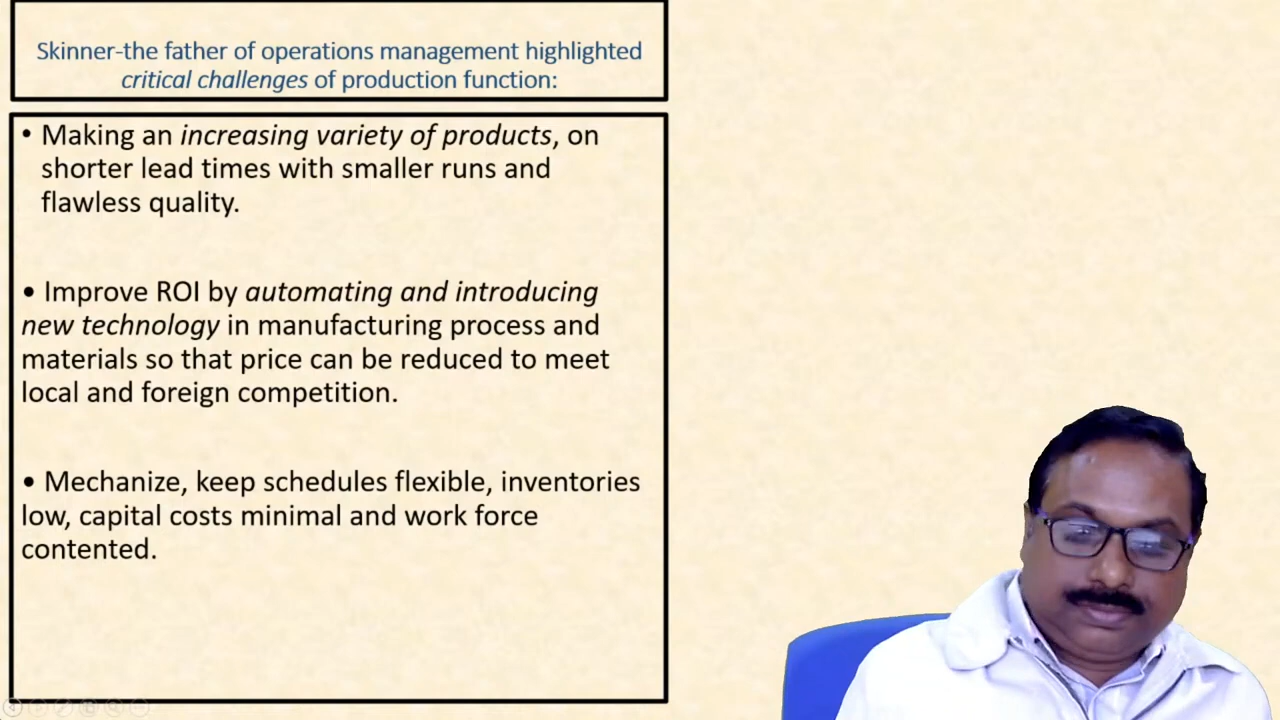 Skinner-the father of operations management highlighted
critical challenges of production function:
• Making an increasing variety of products, on
shorter lead times with smaller runs and
flawless quality.
• Improve ROI by automating and introducing
new technology in manufacturing process and
materials so that price can be reduced to meet
local and foreign competition.
• Mechanize, keep schedules flexible, inventories
low, capital costs minimal and work force
contented.